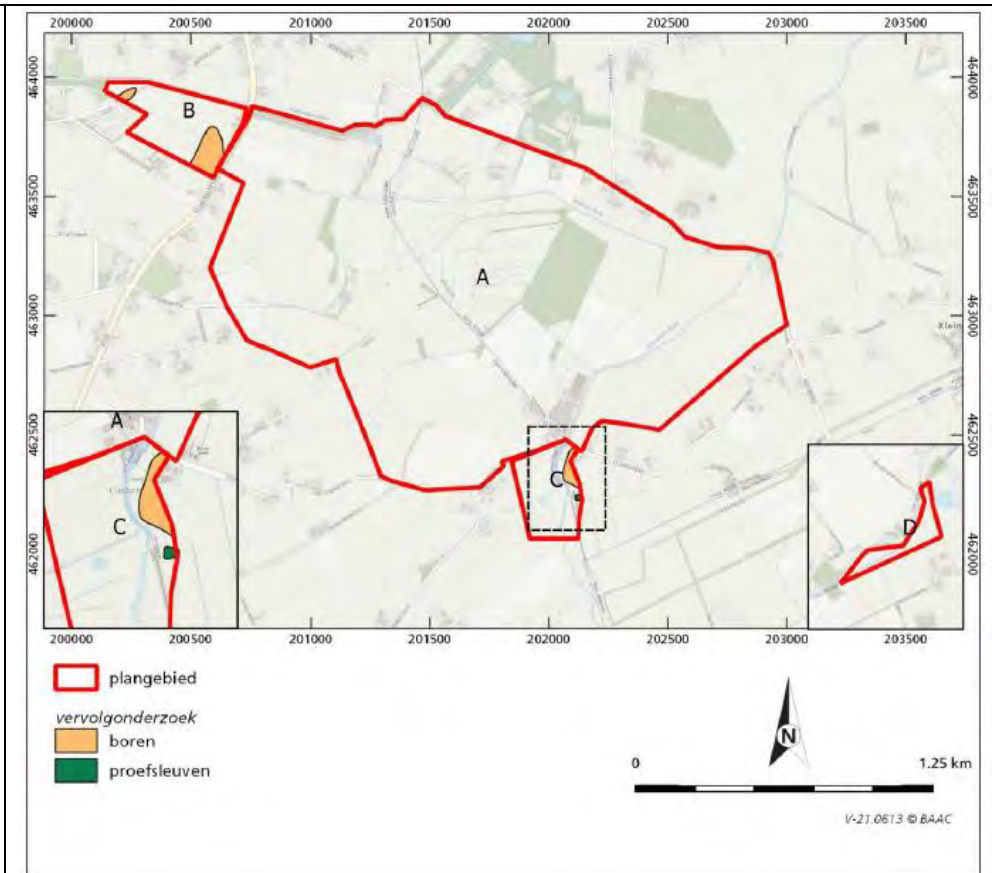 200000 200500 201000 201500 202000 202500 203000 203500
464000 464000
B
463500 463500
A
463000 463000
Klein
462500 462500
A
C
C
D
462000 462000
200000 200500 201000 201500 202000 202500 203000 203500
plangebied
vervolgonderzoek
boren
proefsleuven
N
0 1.25 km
V-21.0613 © BAAC